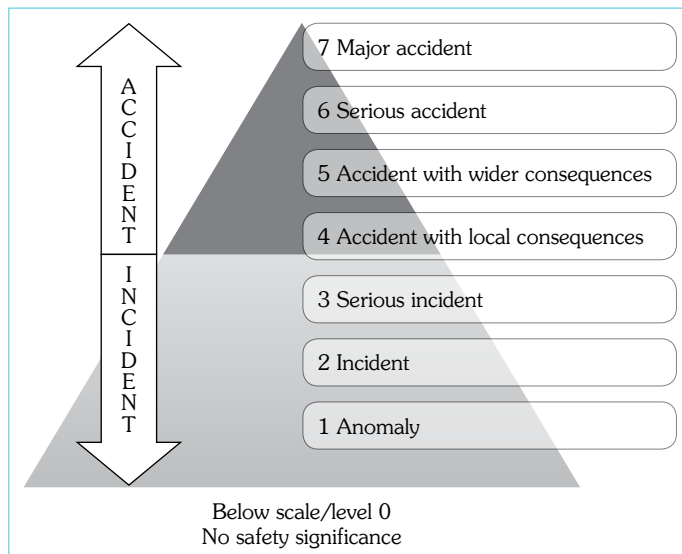 ACCIDENT
INCIDENT
7 Major accident
6 Serious accident
5 Accident with wider consequences
4 Accident with local consequences
3 Serious incident
2 Incident
1 Anomaly
Below scale/level 0
No safety significance